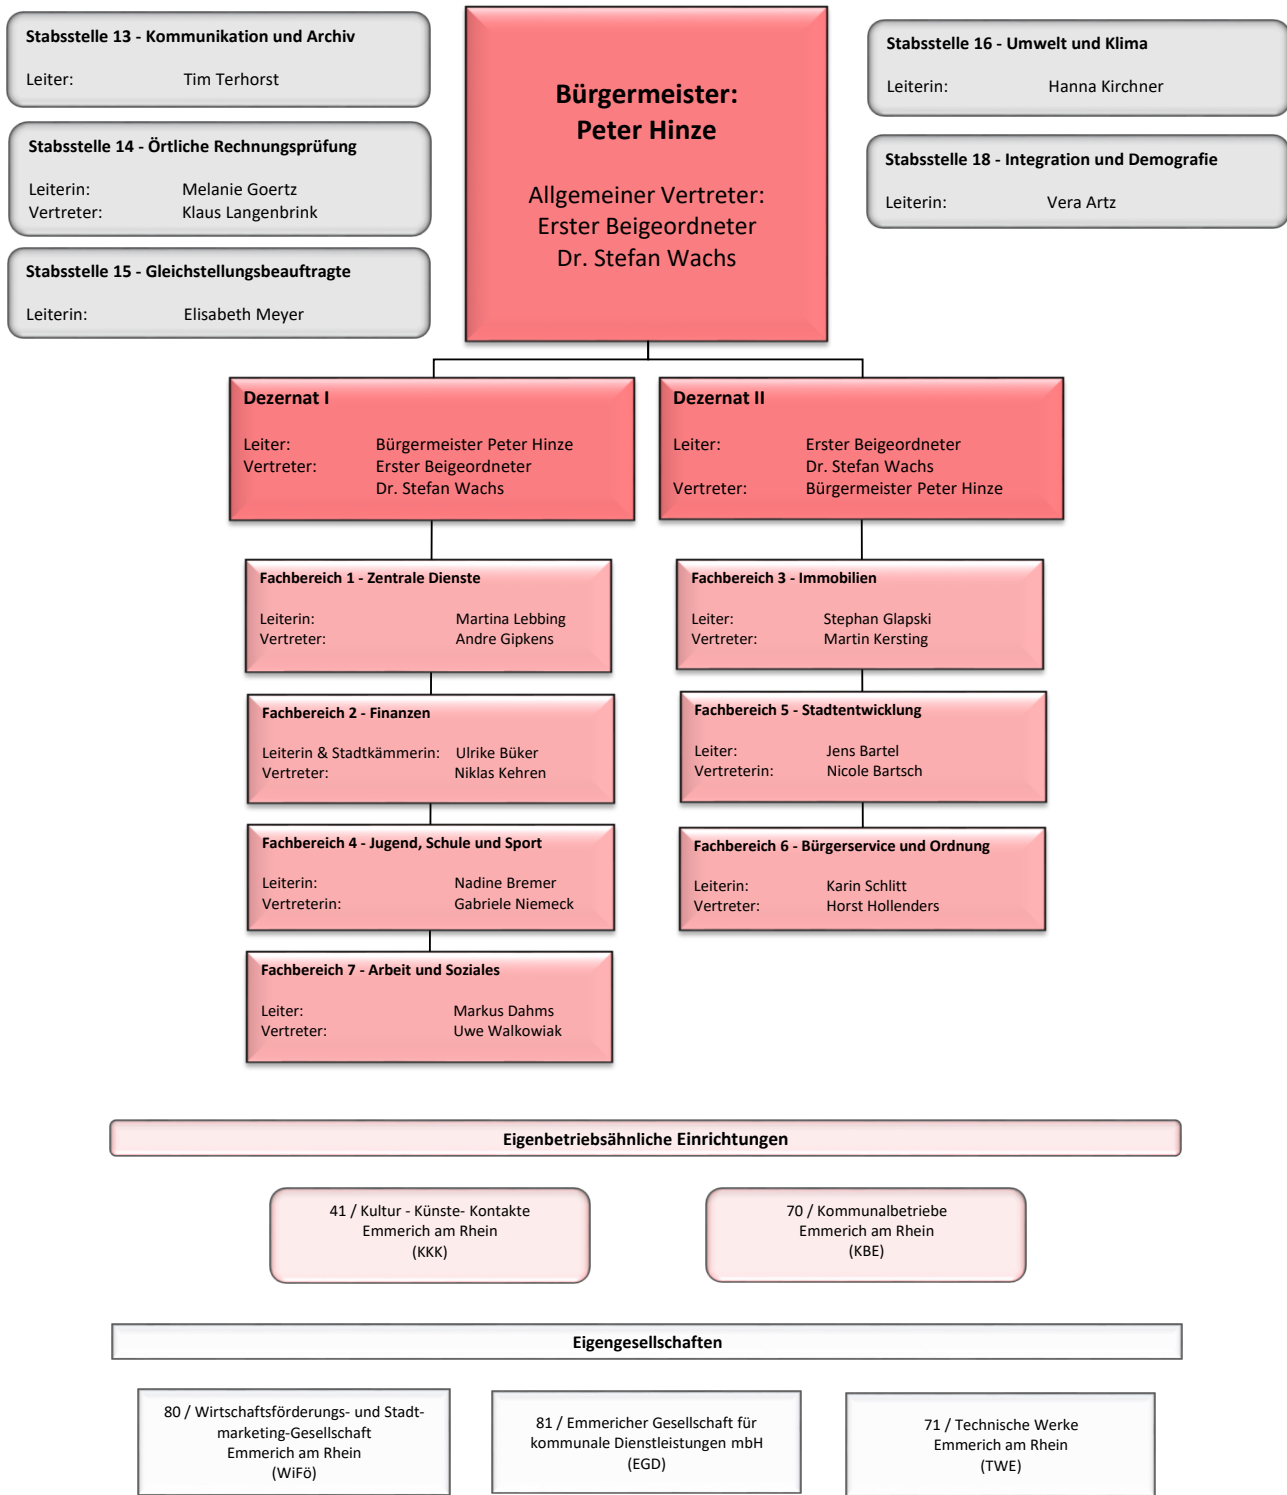 Stabsstelle 13 - Kommunikation und Archiv
Leiter: Tim Terhorst
Stabsstelle 14 - Örtliche Rechnungsprüfung
Leiterin: Melanie Goertz
Vertreter: Klaus Langenbrink
Stabsstelle 15 - Gleichstellungsbeauftragte
Leiterin: Elisabeth Meyer
Bürgermeister:
Peter Hinze
Allgemeiner Vertreter:
Erster Beigeordneter
Dr. Stefan Wachs
Stabsstelle 16 - Umwelt und Klima
Leiterin: Hanna Kirchner
Stabsstelle 18 - Integration und Demografie
Leiterin: Vera Artz
Dezernat I
Leiter: Bürgermeister Peter Hinze
Vertreter: Erster Beigeordneter
Dr. Stefan Wachs
Dezernat II
Leiter: Erster Beigeordneter
Dr. Stefan Wachs
Vertreter: Bürgermeister Peter Hinze
Fachbereich 1 - Zentrale Dienste
Leiterin: Martina Lebbing
Vertreter: Andre Gipkens
Fachbereich 2 - Finanzen
Leiterin & Stadtkämmerin: Ulrike Büker
Vertreter: Niklas Kehren
Fachbereich 4 - Jugend, Schule und Sport
Leiterin: Nadine Bremer
Vertreterin: Gabriele Niemeck
Fachbereich 7 - Arbeit und Soziales
Leiter: Markus Dahms
Vertreter: Uwe Walkowiak
Fachbereich 3 - Immobilien
Leiter: Stephan Glapski
Vertreter: Martin Kersting
Fachbereich 5 - Stadtentwicklung
Leiter: Jens Bartel
Vertreterin: Nicole Bartsch
Fachbereich 6 - Bürgerservice und Ordnung
Leiterin: Karin Schlitt
Vertreter: Horst Hollenders
Eigenbetriebsähnliche Einrichtungen
41 / Kultur - Künste- Kontakte
Emmerich am Rhein
(KKK)
70 / Kommunalbetriebe
Emmerich am Rhein
(KBE)
Eigengesellschaften
80 / Wirtschaftsförderungs- und Stadt-
marketing-Gesellschaft
Emmerich am Rhein
(WiFö)
81 / Emmericher Gesellschaft für
kommunale Dienstleistungen mbH
(EGD)
71 / Technische Werke
Emmerich am Rhein
(TWE)